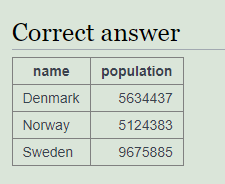 Correct answer
name population
Denmark 5634437
Norway 5124383
Sweden 9675885